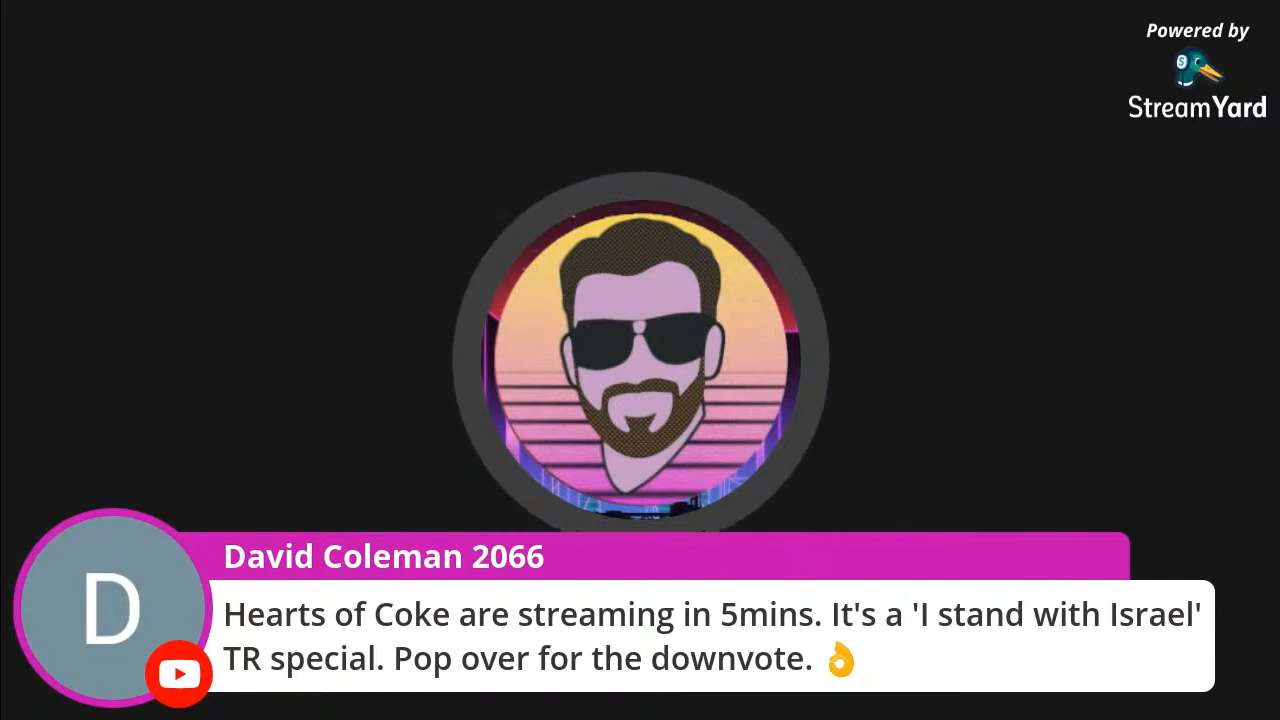 Powered by
StreamYard
David Coleman 2066
D
Hearts of Coke are streaming in 5mins. It's a 'I stand with Israel'
TR special. Pop over for the downvote. 👌